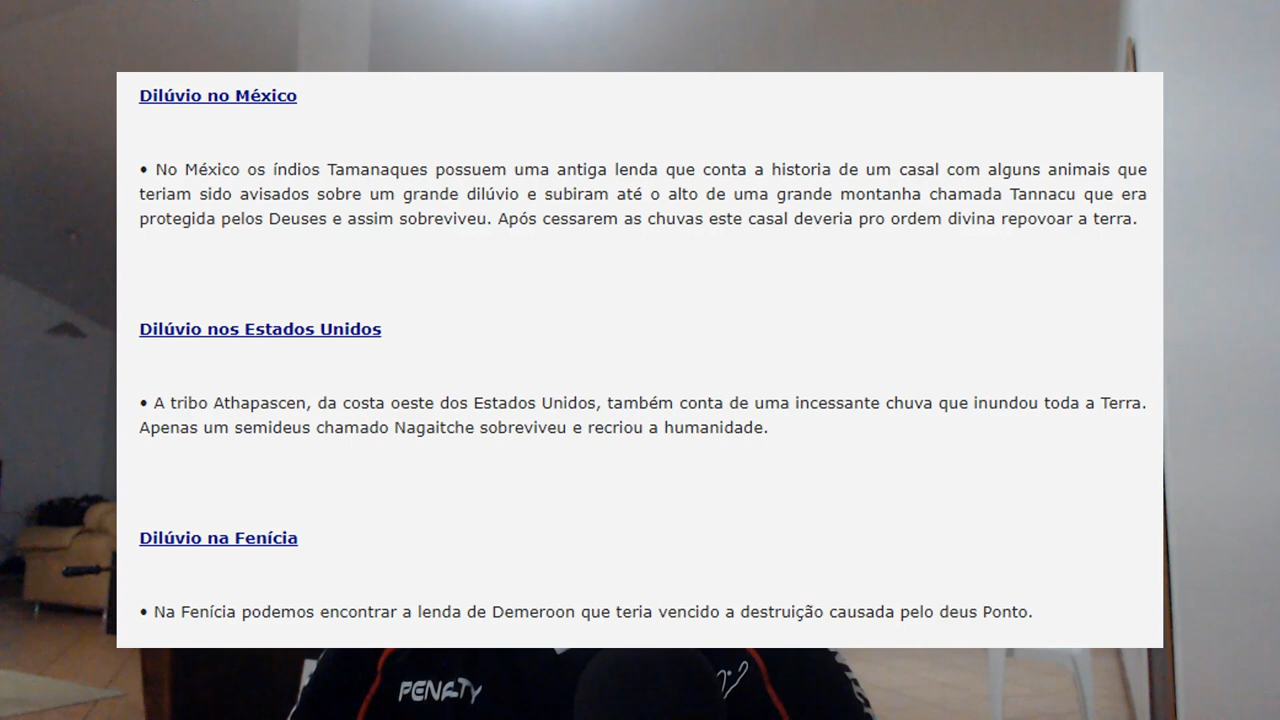 Dilúvio no México
• No México os índios Tamanaques possuem uma antiga lenda que conta a historia de um casal com alguns animais que
teriam sido avisados sobre um grande dilúvio e subiram até o alto de uma grande montanha chamada Tannacu que era
protegida pelos Deuses e assim sobreviveu. Após cessarem as chuvas este casal deveria pro ordem divina repovoar a terra.
Dilúvio nos Estados Unidos
• A tribo Athapascen, da costa oeste dos Estados Unidos, também conta de uma incessante chuva que inundou toda a Terra.
Apenas um semideus chamado Nagaitche sobreviveu e recriou a humanidade.
Dilúvio na Fenícia
• Na Fenícia podemos encontrar a lenda de Demeroon que teria vencido a destruição causada pelo deus Ponto.
PENALTY